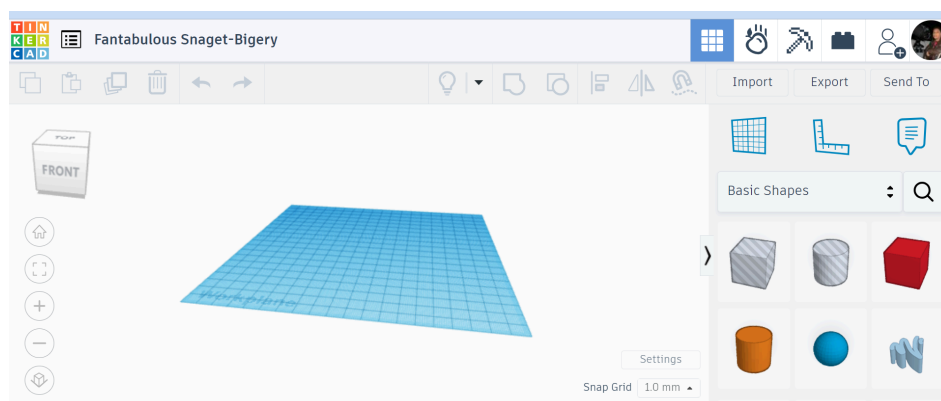 TIN
KER
CAD
Fantabulous Snaget-Bigery
Import Export Send To
TOP
FRONT
Basic Shapes
Workplane
Settings
Snap Grid 1.0 mm